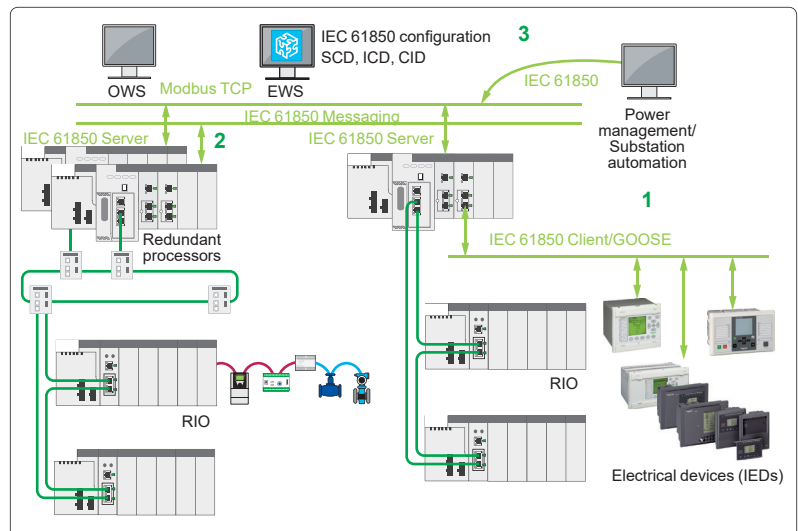 IEC 61850 configuration
SCD, ICD, CID
3
OWS
EWS
Modbus TCP
IEC 61850
IEC 61850 Messaging
Power
management/
Substation
automation
IEC 61850 Server
2
IEC 61850 Server
1
Redundant
processors
IEC 61850 Client/GOOSE
RIO
RIO
Electrical devices (IEDs)